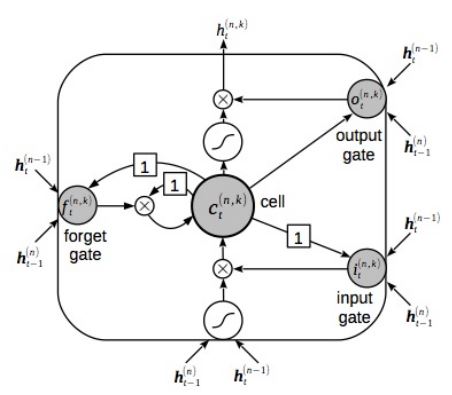 h_t^{(n,k)}
h_t^{(n-1)}
o_t^{(n,k)}
output
gate
h_{t-1}^{(n)}
h_t^{(n-1)}
1
1
f_t^{(n,k)}
forget
gate
h_{t-1}^{(n)}
c_t^{(n,k)}
cell
1
h_t^{(n-1)}
i_t^{(n,k)}
input
gate
h_{t-1}^{(n)}
h_{t-1}^{(n)}
h_t^{(n-1)}